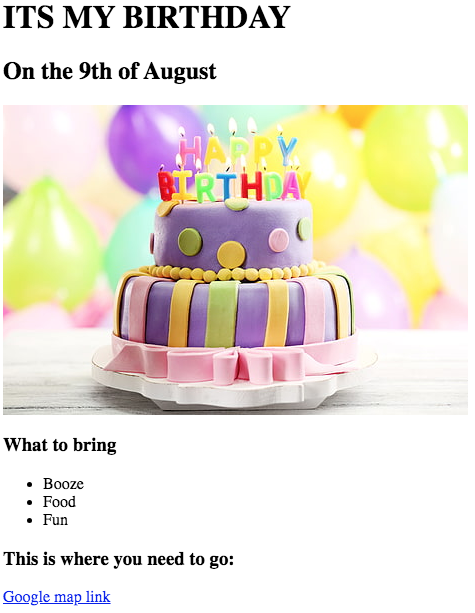 ITS MY BIRTHDAY
On the 9th of August
HAPPY
BIRTHDAY
What to bring
Booze
Food
Fun
This is where you need to go:
Google map link